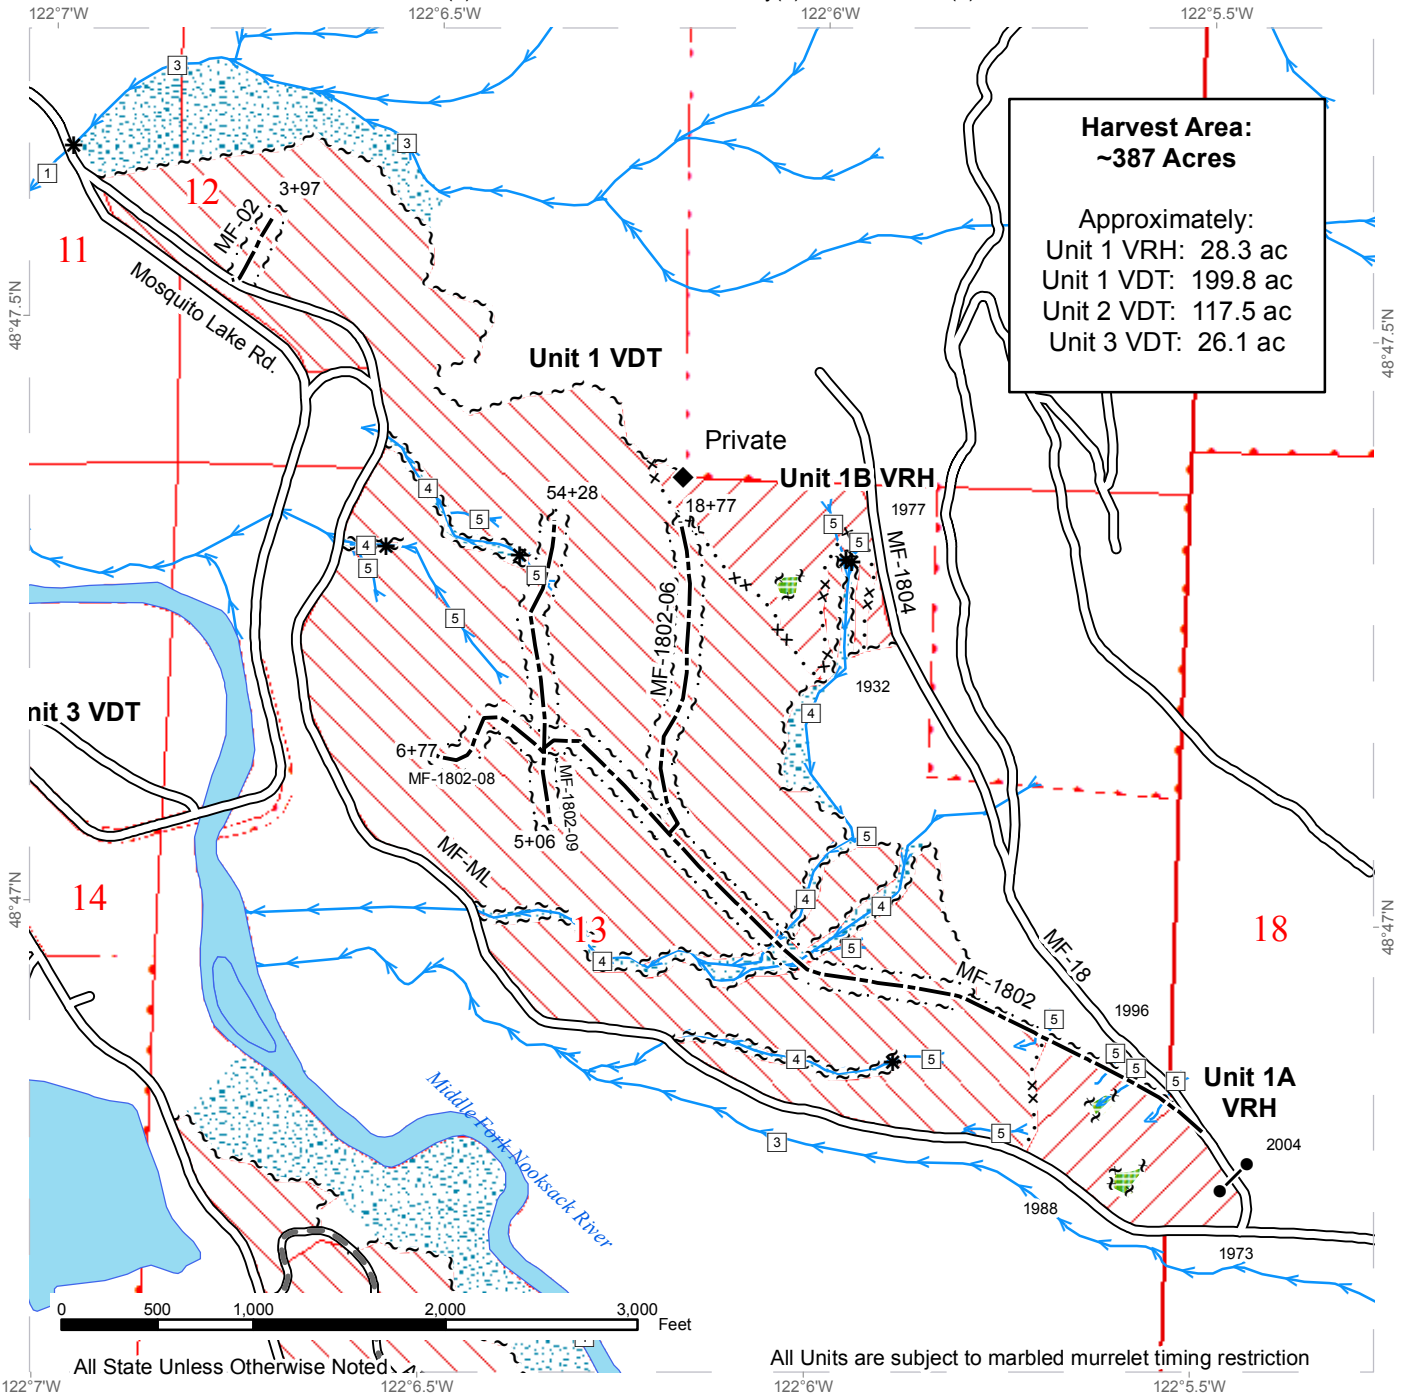 122°7'W
122°6.5'W
122°6'W
122°5.5'W
3
3
1
Harvest Area:
~387 Acres
Approximately:
Unit 1 VRH: 28.3 ac
Unit 1 VDT: 199.8 ac
Unit 2 VDT: 117.5 ac
Unit 3 VDT: 26.1 ac
12
3+97
MF-02
11
Mosquito Lake Rd.
48°47.5'N
48°47.5'N
Unit 1 VDT
Private
Unit 1B VRH
54+28
18+77
1977
4
5
5
5
4
5
5
5
MF-1804
MF-1802-06
1932
4
nit 3 VDT
6+77
MF-1802-08
MF-1802-09
5+06
MF-ML
5
4
4
5
14
48°47'N
13
4
18
48°47'N
MF-18
MF-1802
1996
5
5
5
5
4
5
Unit 1A
VRH
2004
5
3
1988
1973
Middle Fork Nooksack River
0
500
1,000
2,000
3,000
Feet
All State Unless Otherwise Noted
All Units are subject to marbled murrelet timing restriction
122°7'W
122°6.5'W
122°6'W
122°5.5'W